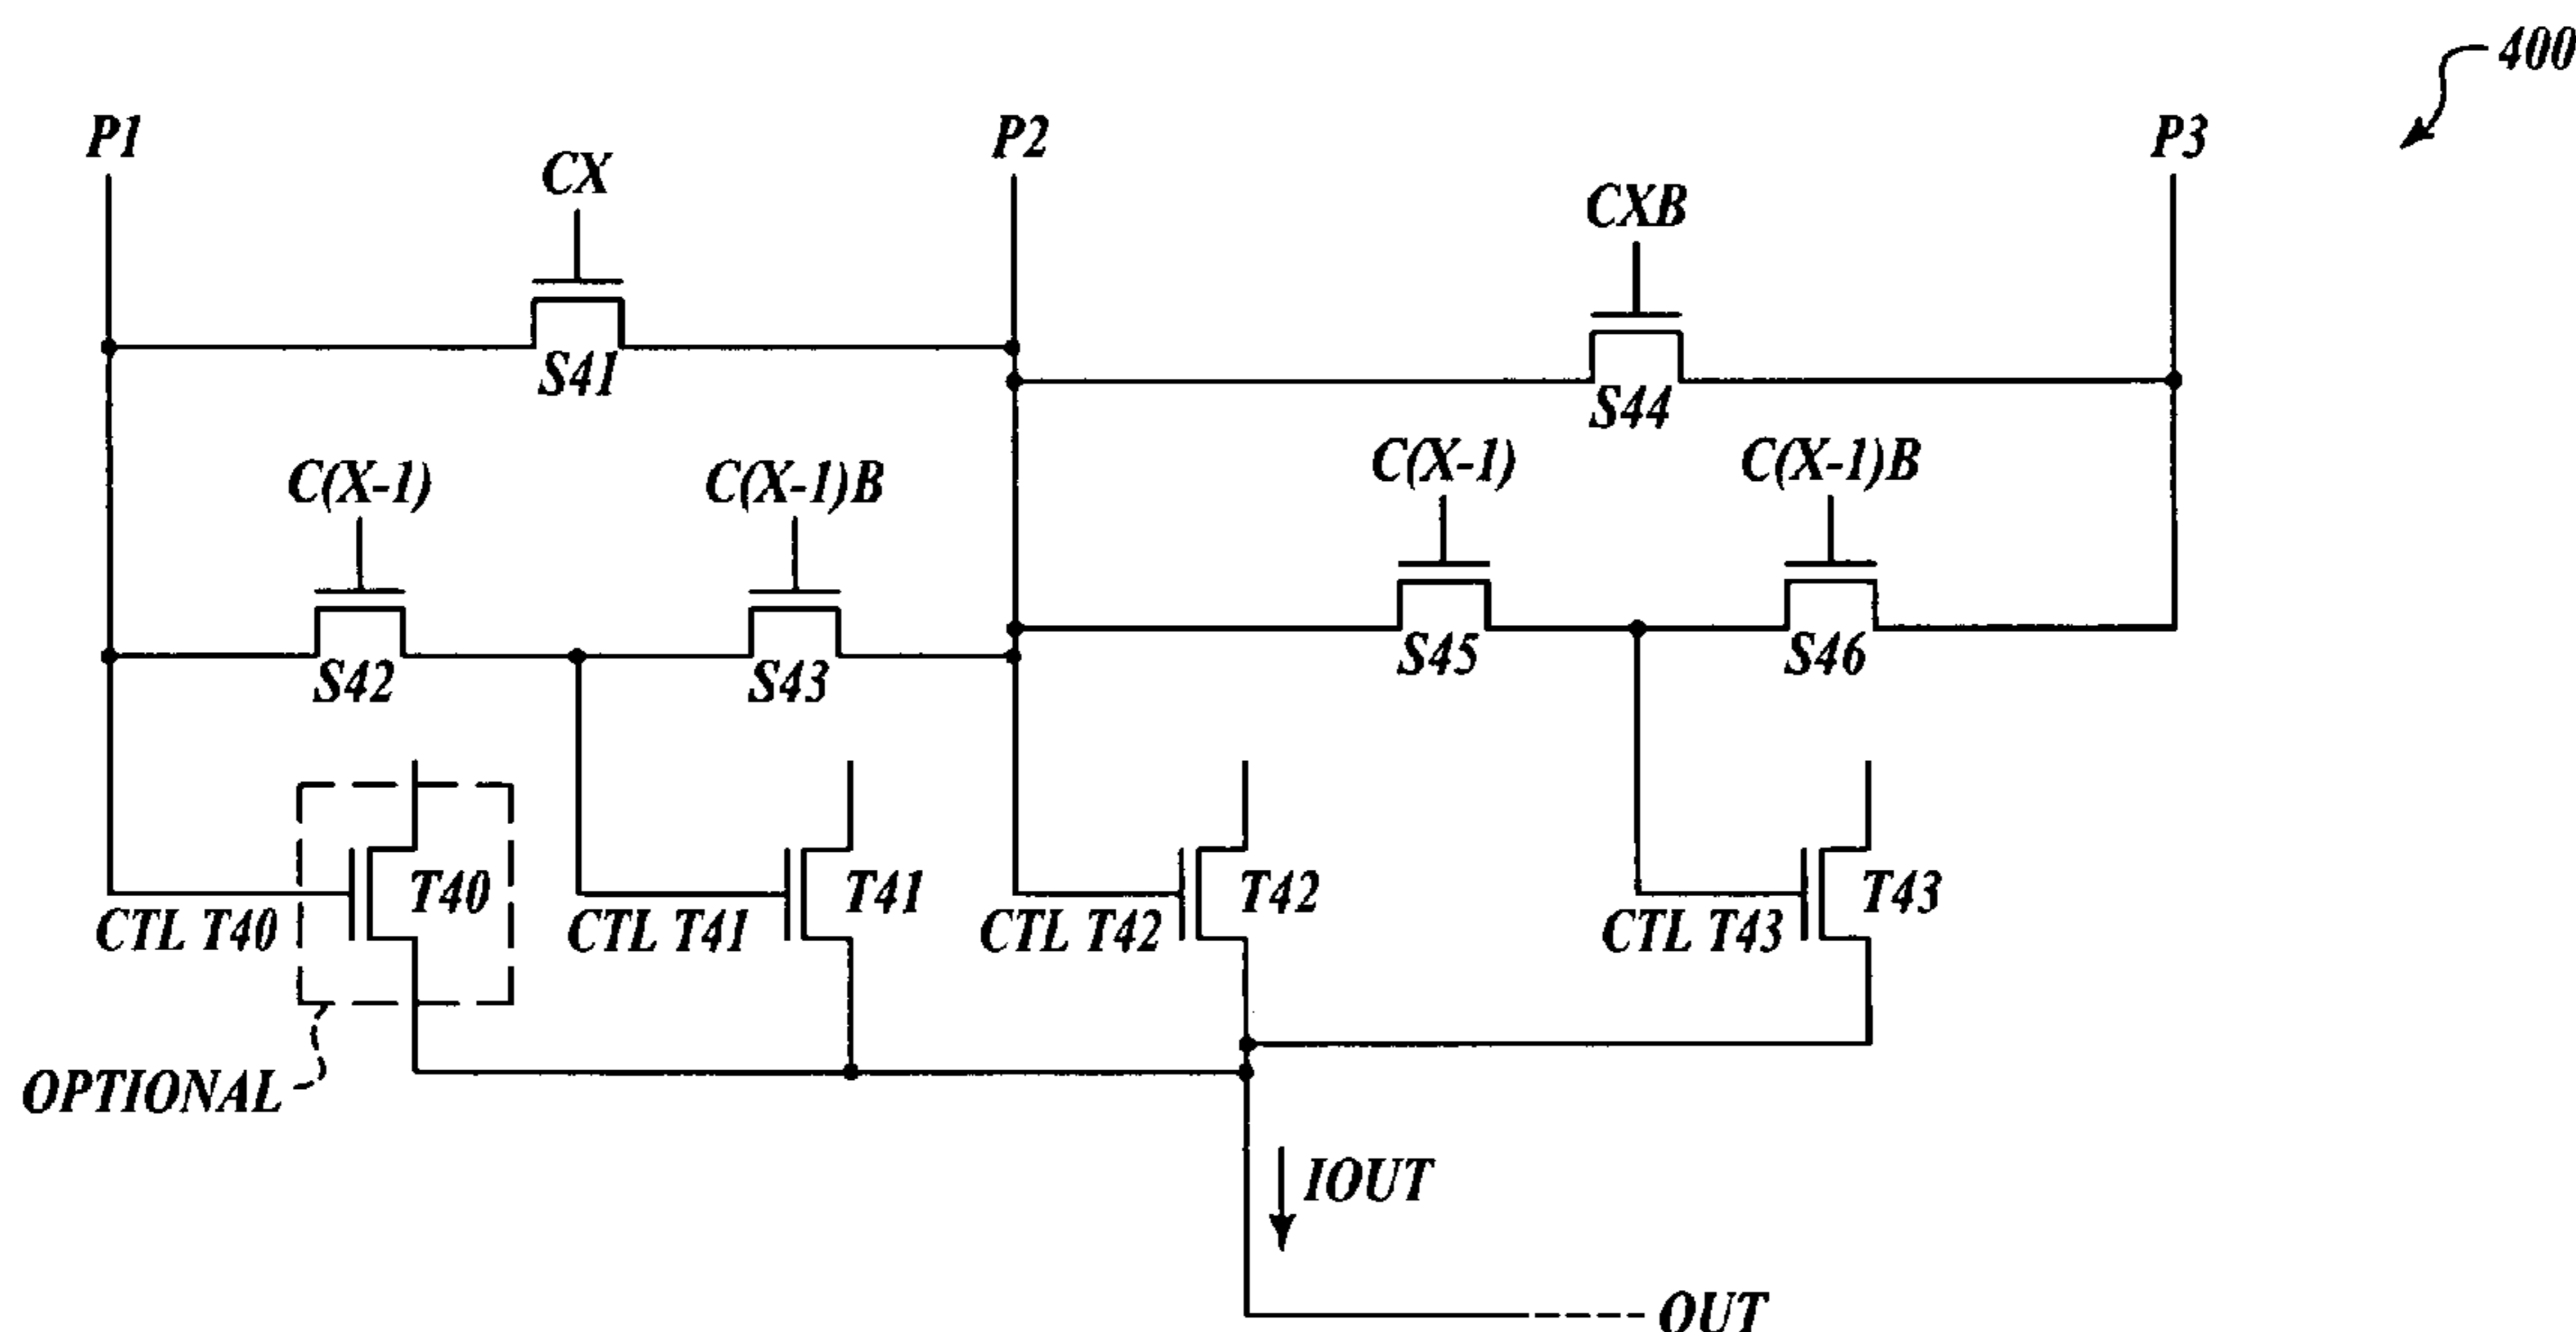 400
P1
P2
P3
CX
CXB
S41
S44
C(X-1)
C(X-1)B
C(X-1)
C(X-1)B
S42
S43
S45
S46
T40
T41
T42
T43
CTL T40
CTL T41
CTL T42
CTL T43
OPTIONAL
IOUT
OUT